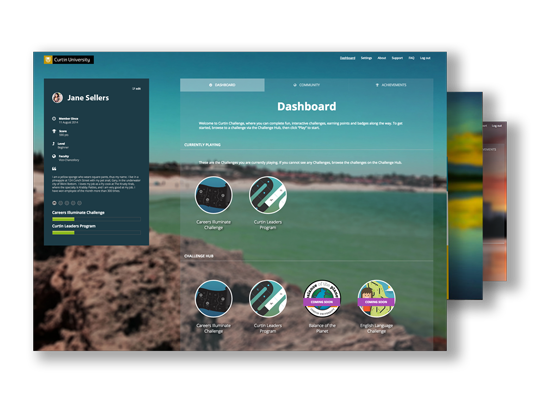 Curtin University
Dashboard Settings About Support FAQ Log out
edit
Jane Sellers
Member Since
Score
Level
Beginner
Faculty
DASHBOARD COMMUNITY ACHIEVEMENTS
Dashboard
Welcome to Curtin Challenge, where you can complete fun, interactive challenges, earning points and badges along the way. To get
started, browse to a challenge via the Challenge Hub, then click "Play" to start.
CURRENTLY PLAYING
These are the Challenges you are currently playing. If you cannot see any Challenges, browse the challenges on the Challenge Hub.
Careers Illuminate
Challenge
Curtin Leaders
Program
Careers Illuminate Challenge
Curtin Leaders Program
CHALLENGE HUB
COMING SOON
COMING SOON
Careers Illuminate
Challenge
Curtin Leaders
Program
Balance of the
Planet
English Language
Challenge
Log out